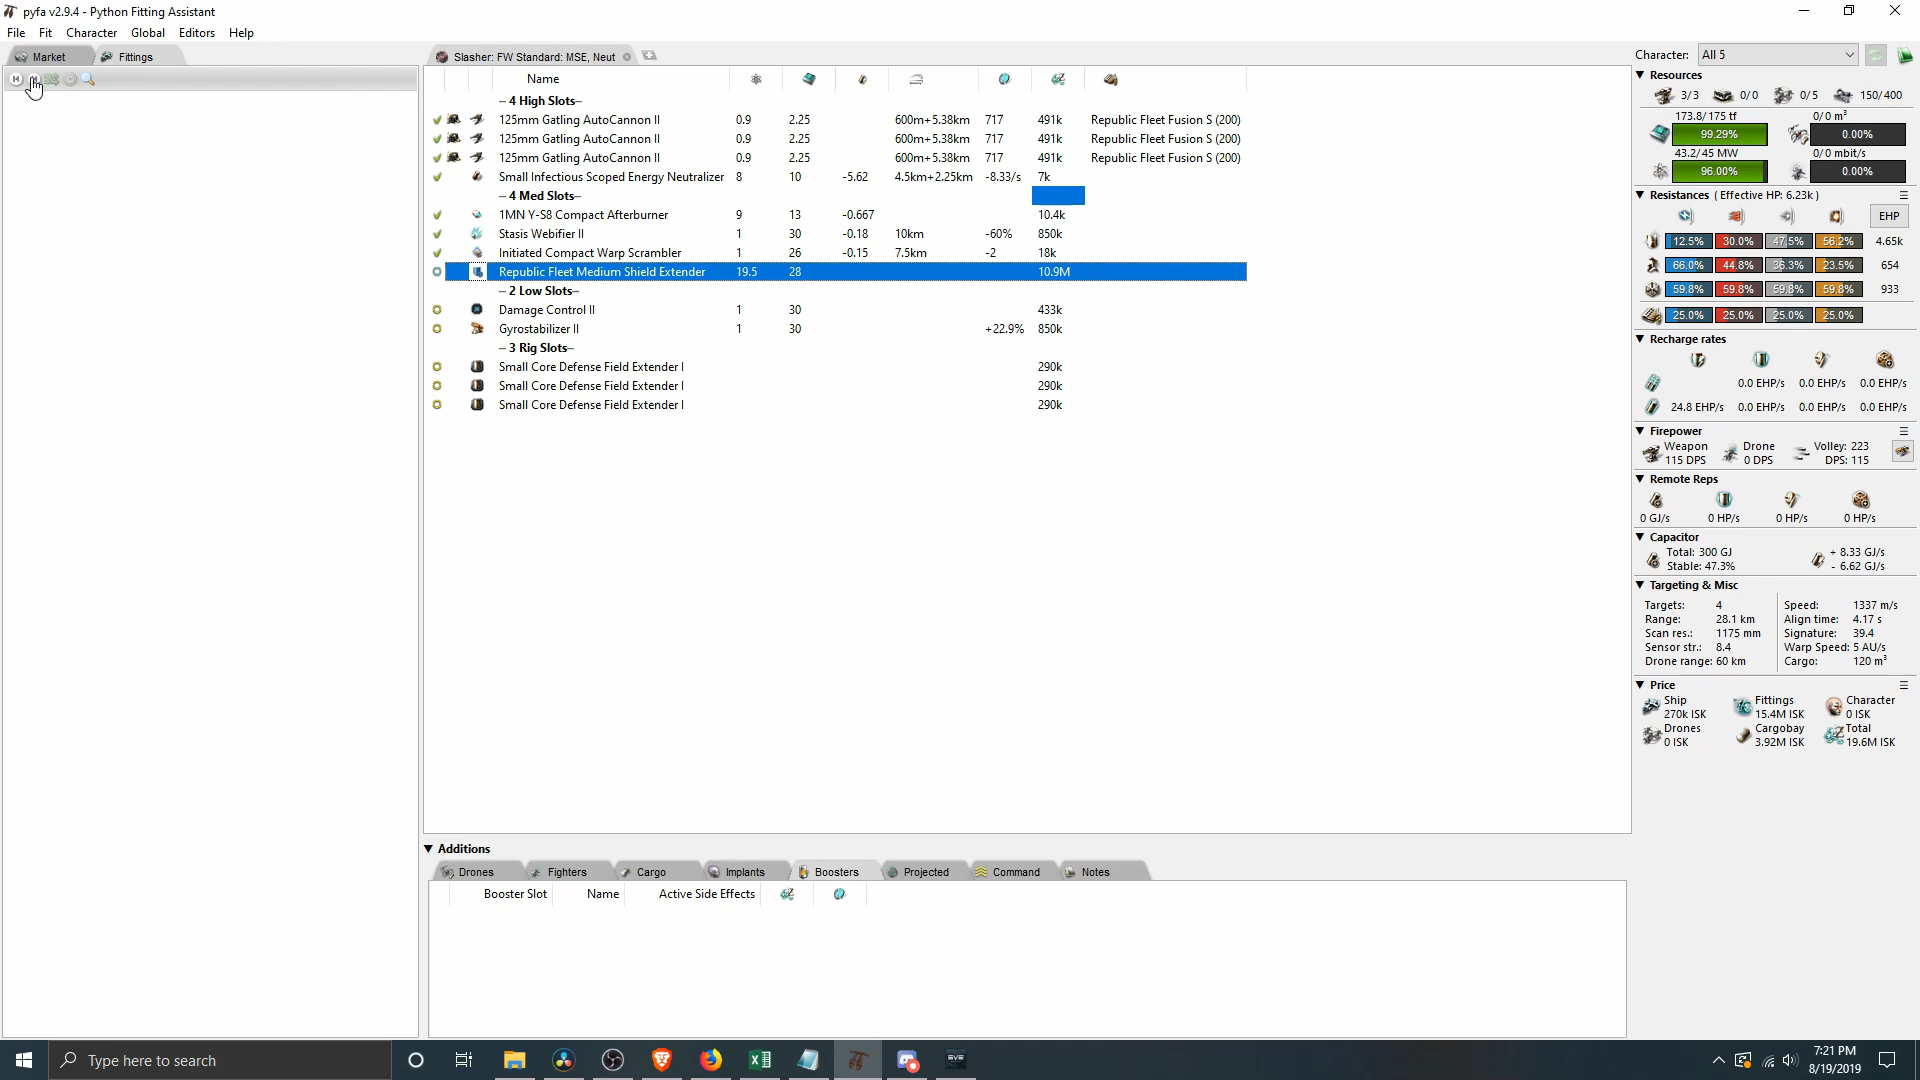 pyfa v2.9.4 - Python Fitting Assistant
File Fit Character Global Editors Help
Market Fittings
Slasher: FW Standard: MSE, Neut
Name
– 4 High Slots–
125mm Gatling AutoCannon II 0.9 2.25 600m+5.38km 717 491k Republic Fleet Fusion S (200)
125mm Gatling AutoCannon II 0.9 2.25 600m+5.38km 717 491k Republic Fleet Fusion S (200)
125mm Gatling AutoCannon II 0.9 2.25 600m+5.38km 717 491k Republic Fleet Fusion S (200)
Small Infectious Scoped Energy Neutralizer 8 10 -5.62 4.5km+2.25km -8.33/s 7k
– 4 Med Slots–
1MN Y-S8 Compact Afterburner 9 13 -0.667 10.4k
Stasis Webifier II 1 30 -0.18 10km -60% 850k
Initiated Compact Warp Scrambler 1 26 -0.15 7.5km -2 18k
Republic Fleet Medium Shield Extender 19.5 28 10.9M
– 2 Low Slots–
Damage Control II 1 30 433k
Gyrostabilizer II 1 30 +22.9% 850k
– 3 Rig Slots–
Small Core Defense Field Extender I 290k
Small Core Defense Field Extender I 290k
Small Core Defense Field Extender I 290k
Additions
Drones Fighters Cargo Implants Boosters Projected Command Notes
Booster Slot Name Active Side Effects
Character: All 5
Resources
3/3 0/0 0/5 150/400
173.8/175 tf 0/0 m³
99.29% 0.00%
43.2/45 MW 0/0 mbit/s
96.00% 0.00%
Resistances ( Effective HP: 6.23k )
EHP
12.5% 30.0% 47.5% 56.2% 4.65k
66.0% 44.8% 36.3% 23.5% 654
59.8% 59.8% 59.8% 59.8% 933
25.0% 25.0% 25.0% 25.0%
Recharge rates
0.0 EHP/s 0.0 EHP/s 0.0 EHP/s
24.8 EHP/s 0.0 EHP/s 0.0 EHP/s 0.0 EHP/s
Firepower
Weapon Drone Volley: 223
115 DPS 0 DPS DPS: 115
Remote Reps
0 GJ/s 0 HP/s 0 HP/s 0 HP/s
Capacitor
Total: 300 GJ + 8.33 GJ/s
Stable: 47.3% - 6.62 GJ/s
Targeting & Misc
Targets: 4 Speed: 1337 m/s
Range: 28.1 km Align time: 4.17 s
Scan res.: 1175 mm Signature: 39.4
Sensor str.: 8.4 Warp Speed: 5 AU/s
Drone range: 60 km Cargo: 120 m³
Price
Ship Fittings Character
270k ISK 15.4M ISK 0 ISK
Drones Cargobay Total
0 ISK 3.92M ISK 19.6M ISK
Type here to search
EVE
7:21 PM
8/19/2019